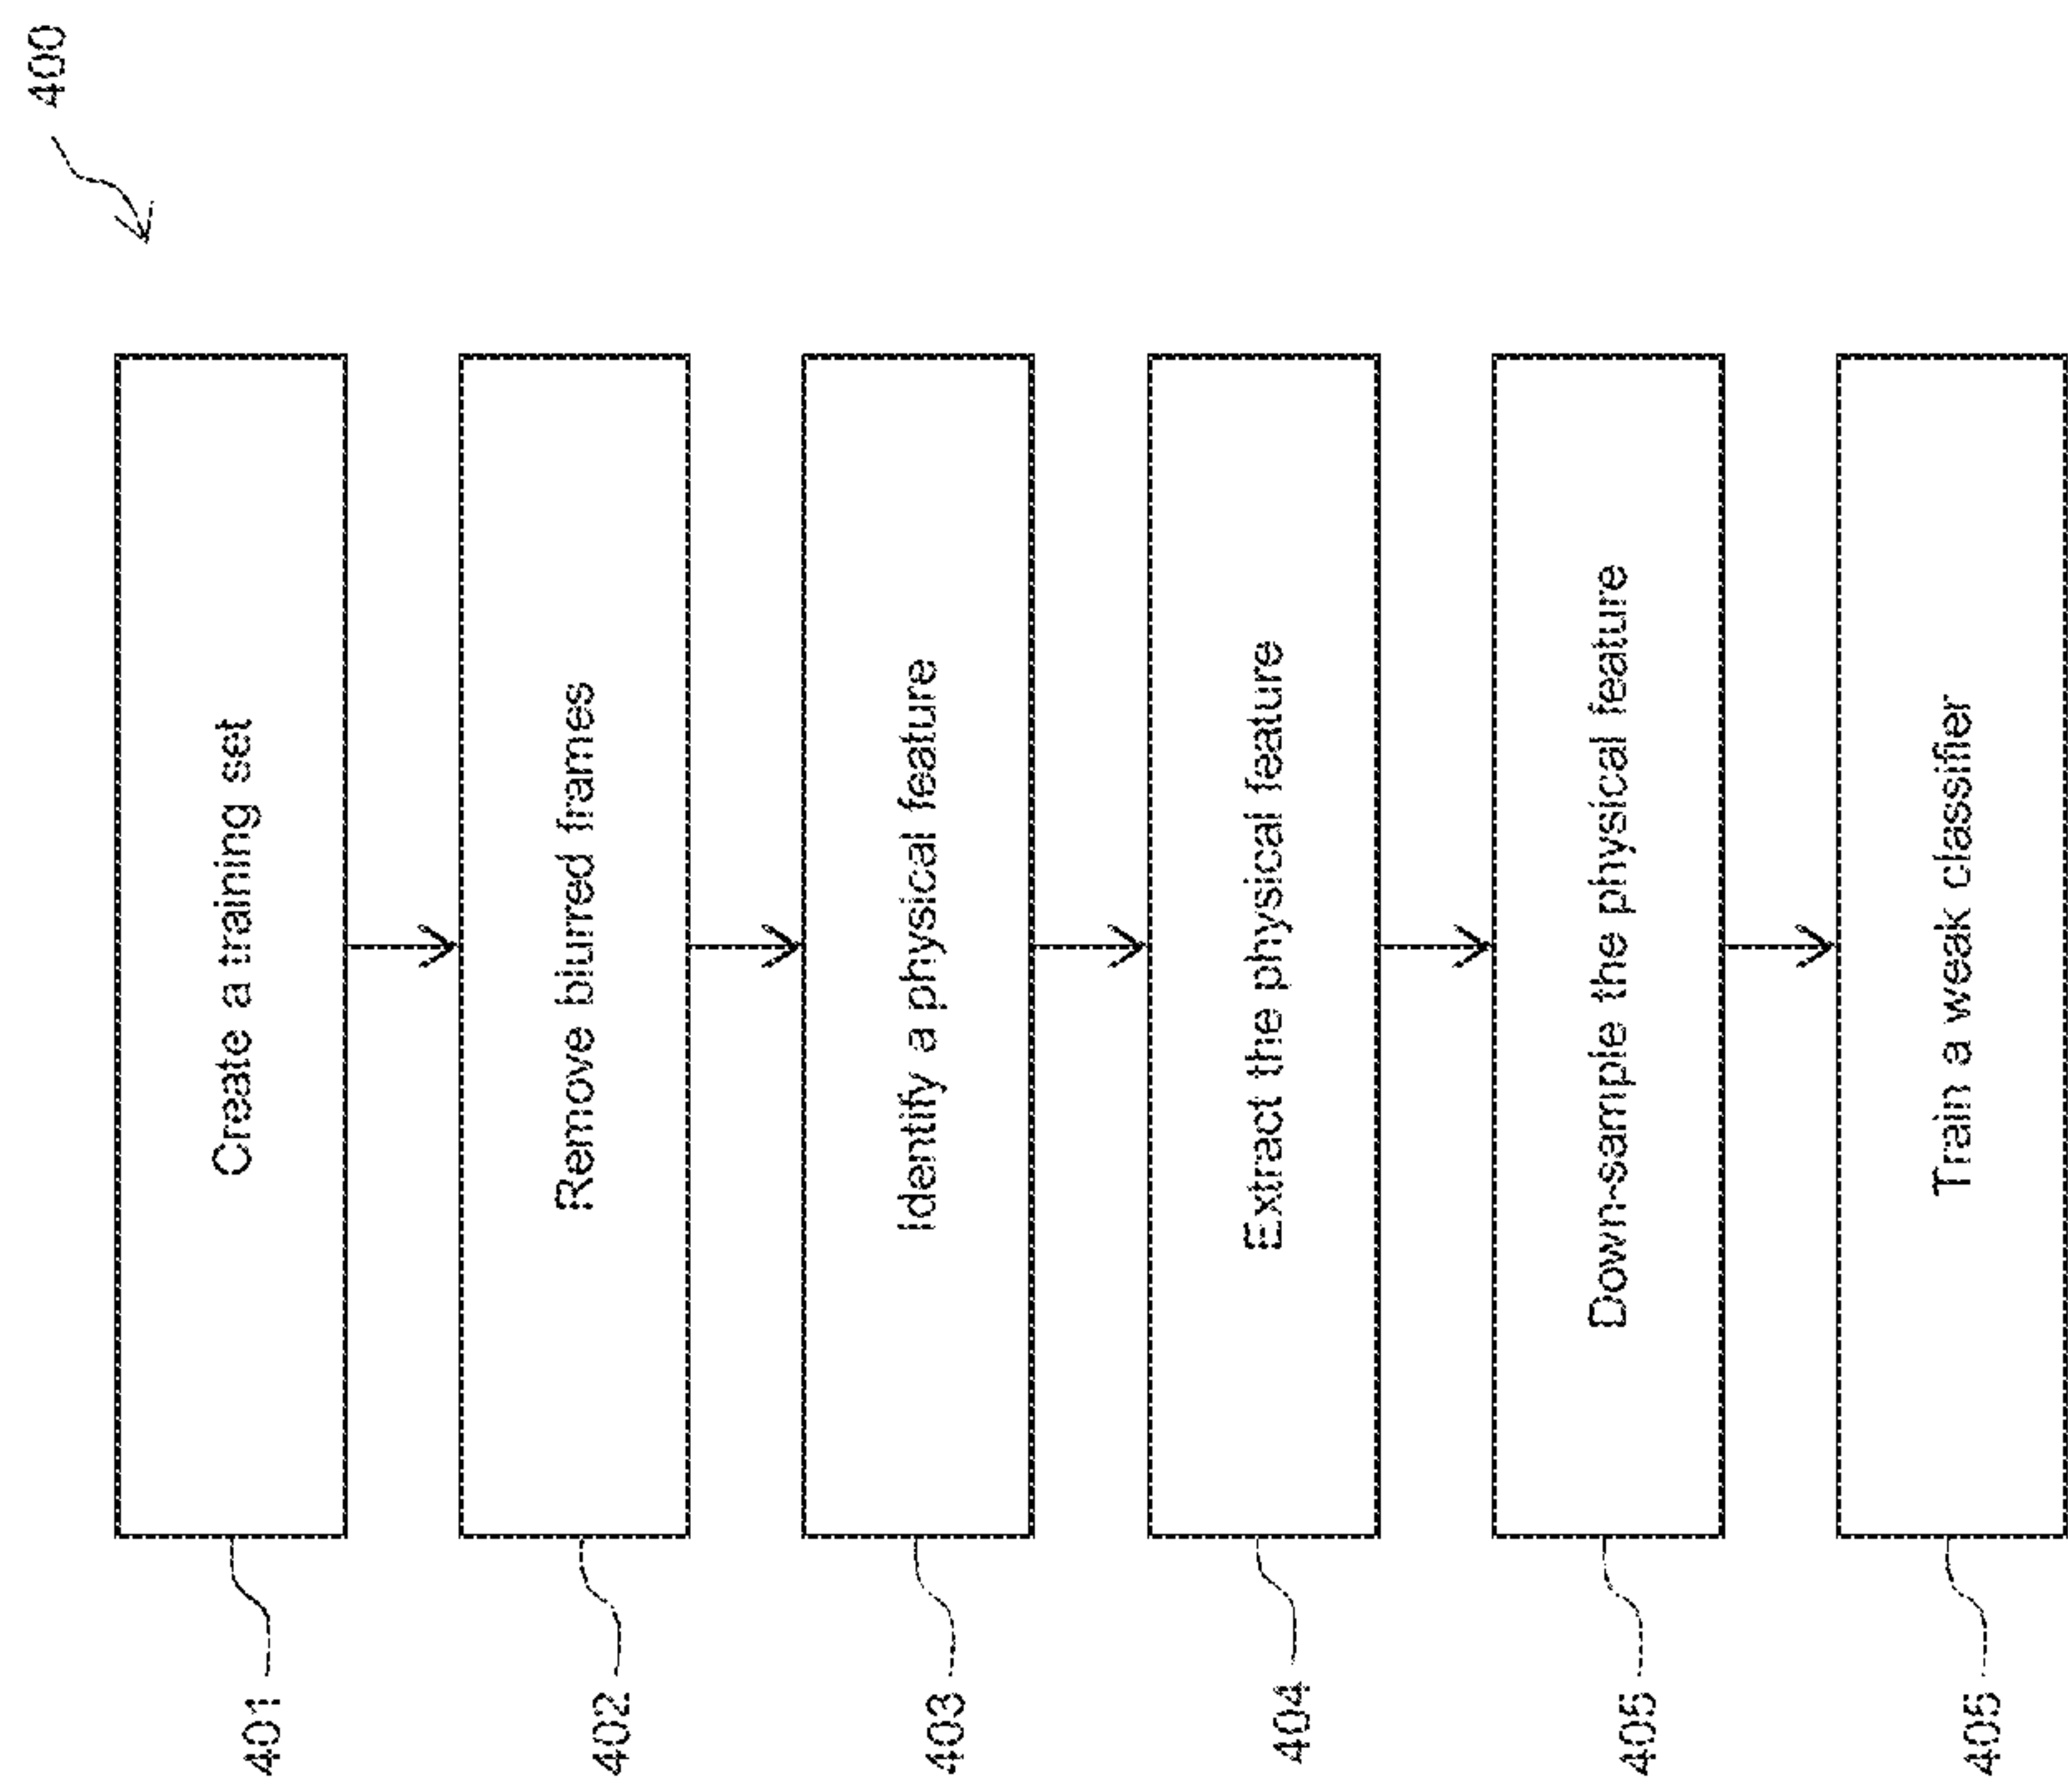 400
401
Create a training set
402
Remove blurred frames
403
Identify a physical feature
404
Extract the physical feature
405
Down-sample the physical feature
405
Train a weak classifier